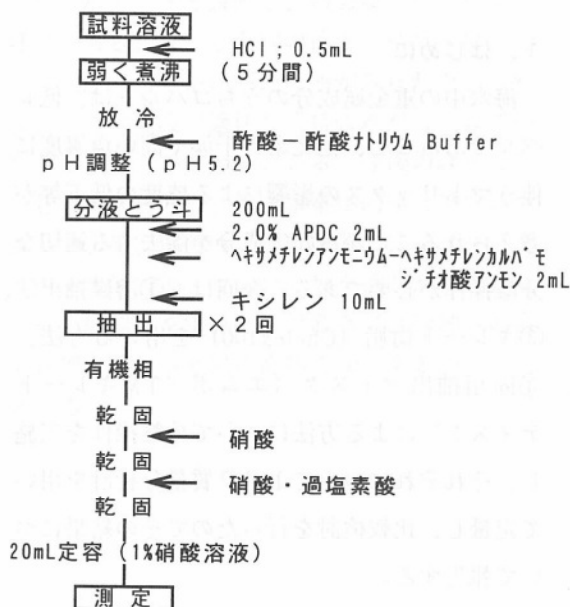 試料溶液
HCl ; 0.5mL
弱く煮沸 (5分間)
放 冷
酢酸ー酢酸ナトリウム Buffer
pH調整 (pH5.2)
分液とう斗 200mL
2.0% APDC 2mL
ヘキサメチレンアンモニウムーヘキサメチレンカルバモ
ジチオ酸アンモン 2mL
キシレン 10mL
抽 出 ×2回
有機相
乾 固
硝酸
乾 固
硝酸・過塩素酸
乾 固
20mL定容 (1%硝酸溶液)
測 定